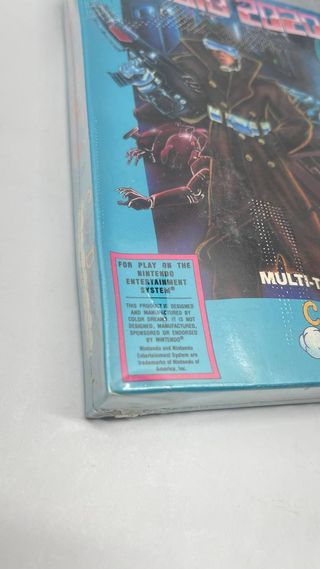 2020
FOR PLAY ON THE
NINTENDO
ENTERTAINMENT
SYSTEM®
THIS PRODUCT IS DESIGNED
AND MANUFACTURED BY
COLOR DREAMS. IT IS NOT
DESIGNED, MANUFACTURED,
SPONSORED OR ENDORSED
BY NINTENDO®
Nintendo and Nintendo
Entertainment System are
trademarks of Nintendo of
America, Inc.
MULTI-T